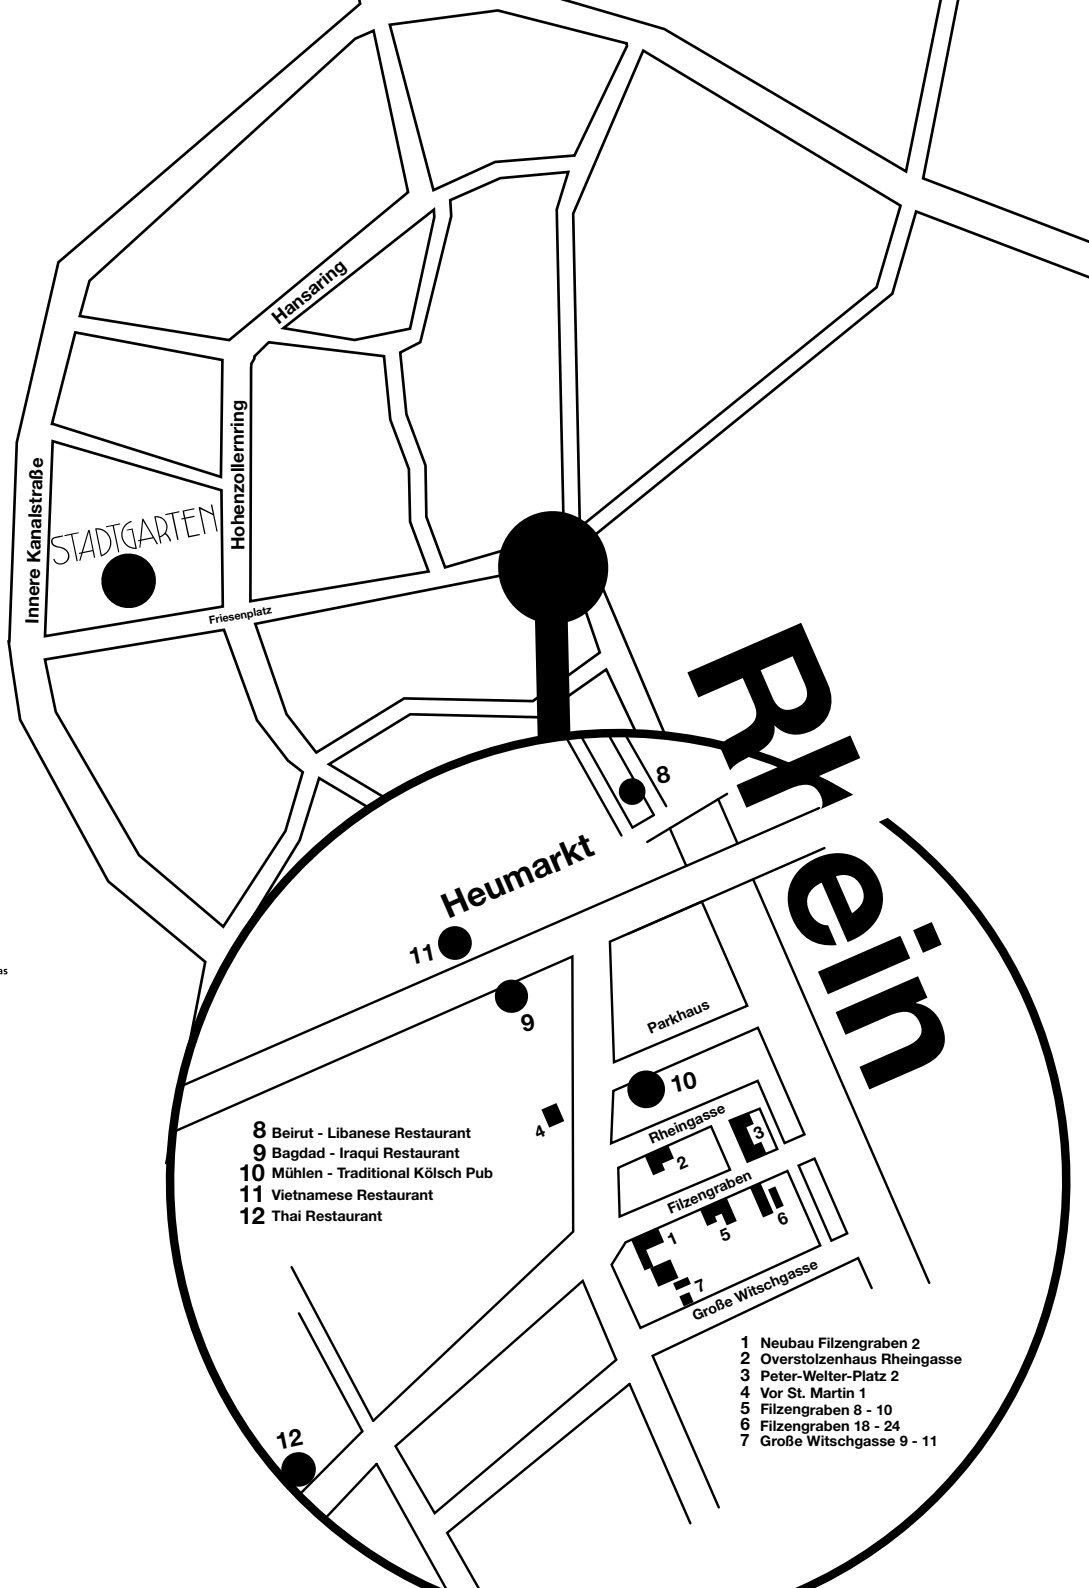 Hansaring
Hohenzollernring
Innere Kanalstraße
STADTGARTEN
Friesenplatz
Rhein
8
Heumarkt
11
9
Parkhaus
10
Rheingasse
4
3
2
Filzengraben
6
5
1
7
Große Witschgasse
as
8 Beirut - Libanese Restaurant
9 Bagdad - Iraqui Restaurant
10 Mühlen - Traditional Kölsch Pub
11 Vietnamese Restaurant
12 Thai Restaurant
1 Neubau Filzengraben 2
2 Overstolzenhaus Rheingasse
3 Peter-Welter-Platz 2
4 Vor St. Martin 1
5 Filzengraben 8 - 10
6 Filzengraben 18 - 24
7 Große Witschgasse 9 - 11
12